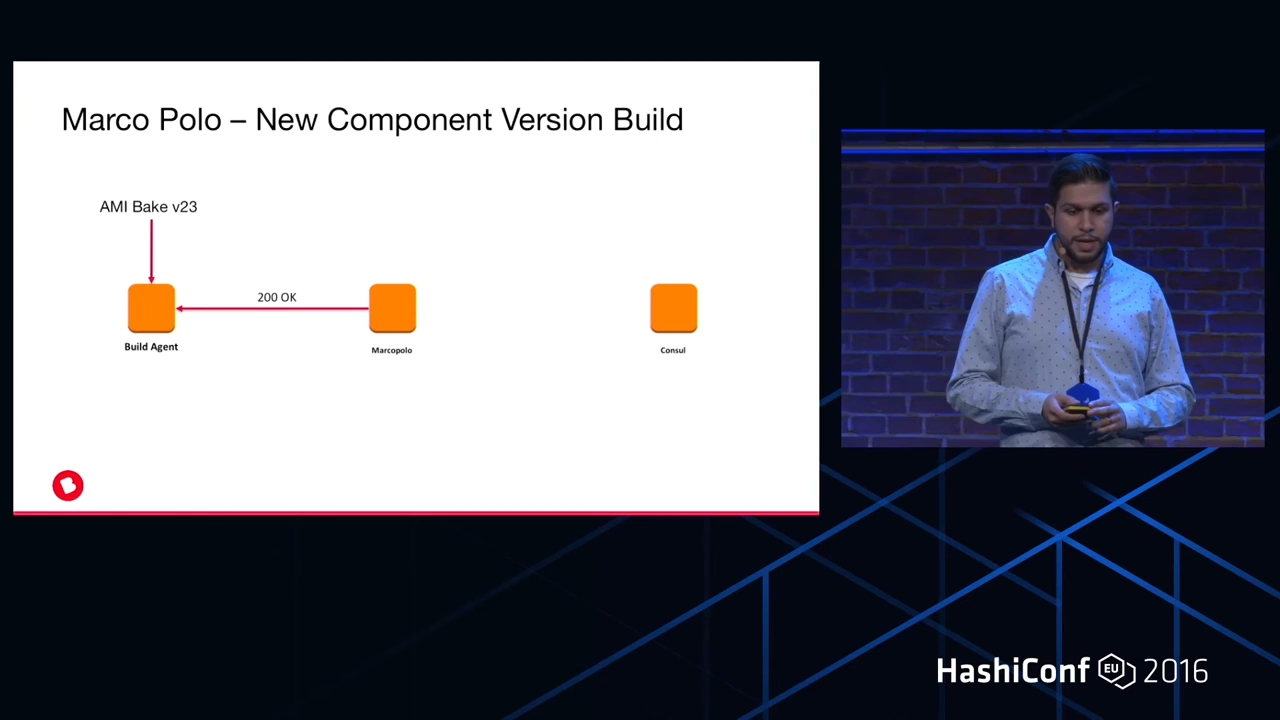 Marco Polo – New Component Version Build
AMI Bake v23
200 OK
Build Agent
Marcopolo
Consul
HashiConf EU 2016